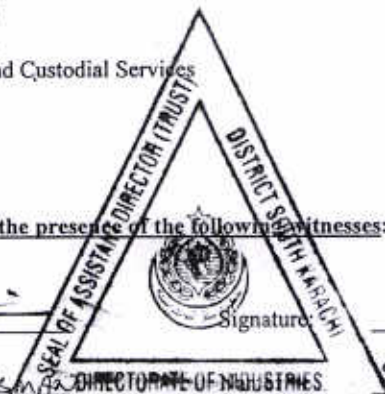 nd Custodial Services
SEAL OF ASSISTANT DIRECTOR (TRUST)
DISTRICT SOUTH KARACHI
the presence of the following witnesses:
Signature:
DIRECTORATE OF INDUSTRIES